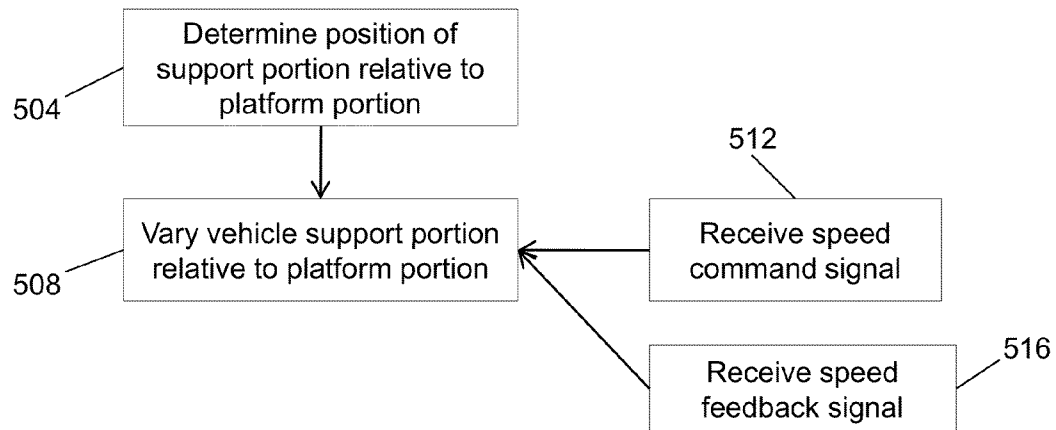 Determine position of
support portion relative to
platform portion
504
512
Vary vehicle support portion
relative to platform portion
508
Receive speed
command signal
516
Receive speed
feedback signal